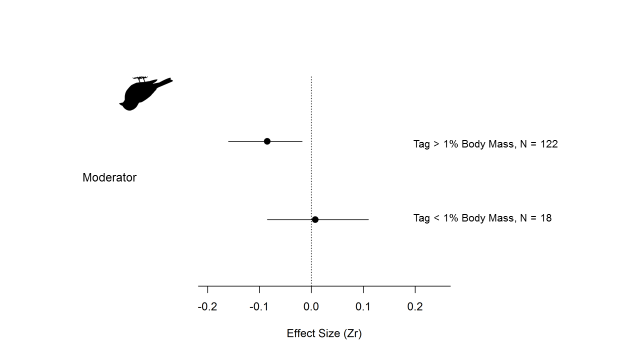 Tag > 1% Body Mass, N = 122
Moderator
Tag < 1% Body Mass, N = 18
-0.2 -0.1 0.0 0.1 0.2
Effect Size (Zr)